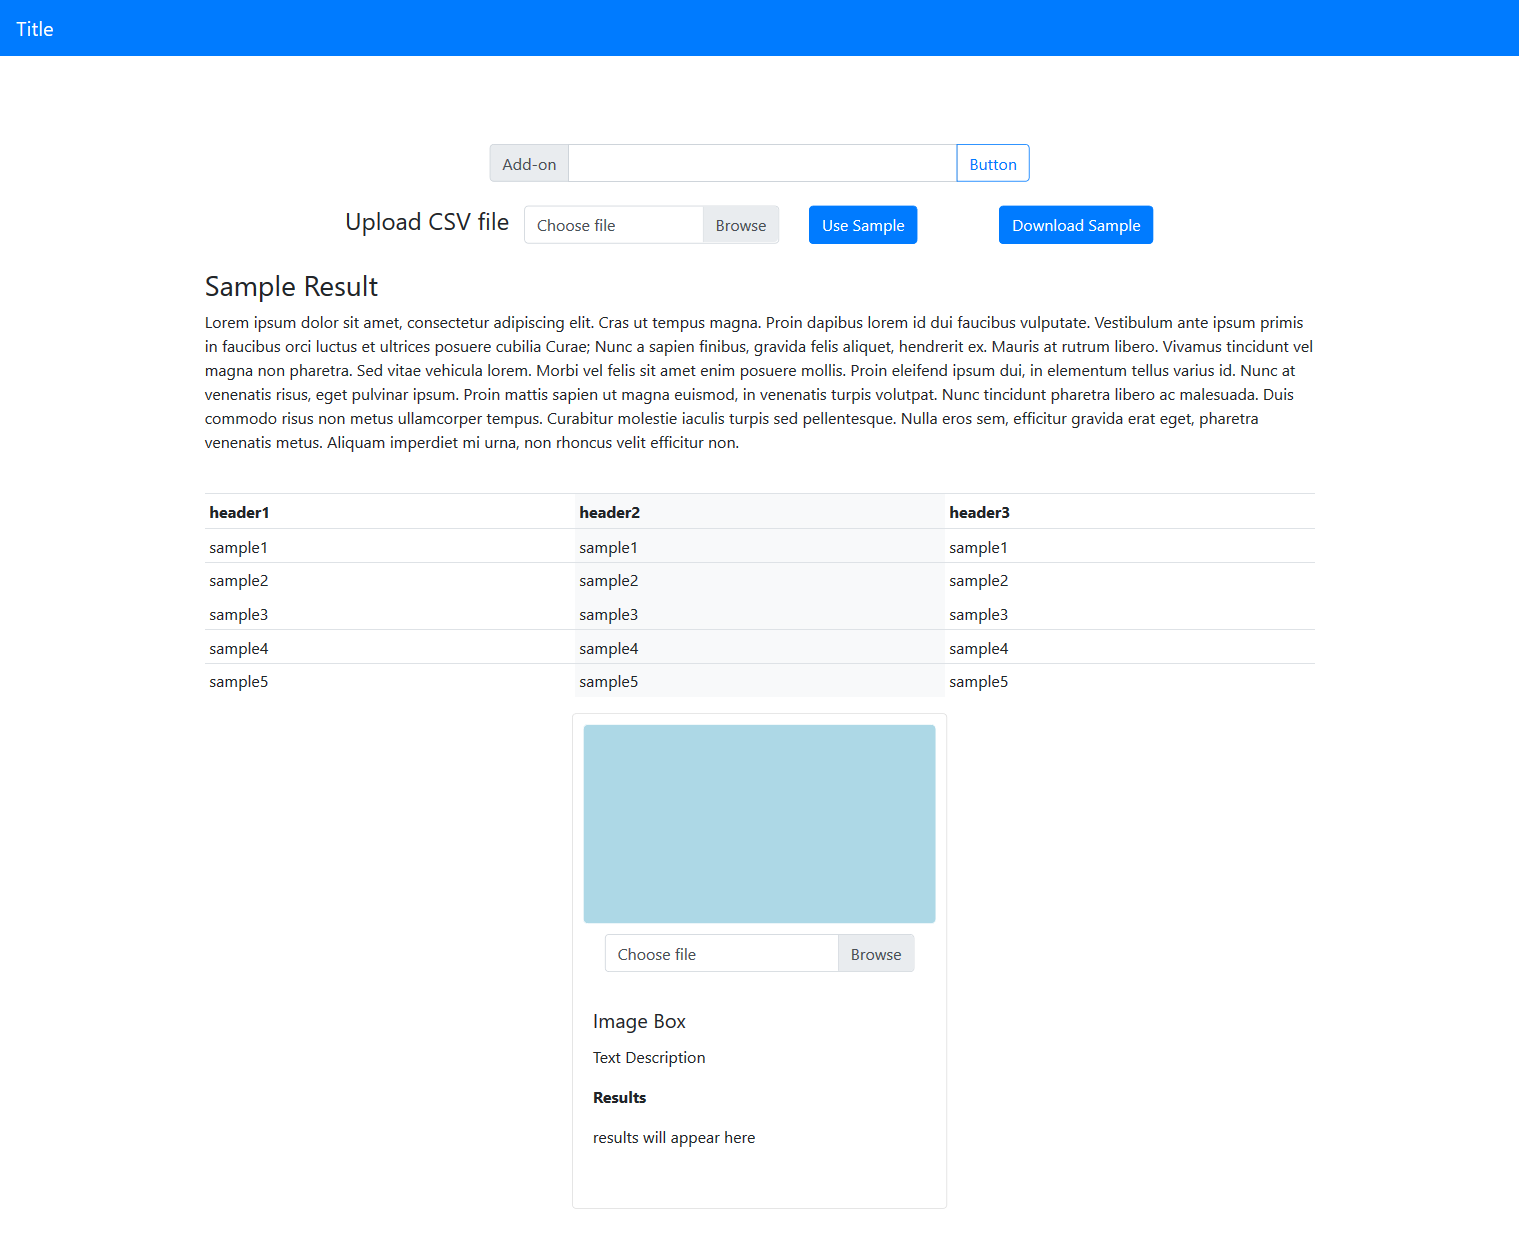 Title
Add-on Button
Upload CSV file Choose file Browse Use Sample Download Sample
Sample Result
Lorem ipsum dolor sit amet, consectetur adipiscing elit. Cras ut tempus magna. Proin dapibus lorem id dui faucibus vulputate. Vestibulum ante ipsum primis
in faucibus orci luctus et ultrices posuere cubilia Curae; Nunc a sapien finibus, gravida felis aliquet, hendrerit ex. Mauris at rutrum libero. Vivamus tincidunt vel
magna non pharetra. Sed vitae vehicula lorem. Morbi vel felis sit amet enim posuere mollis. Proin eleifend ipsum dui, in elementum tellus varius id. Nunc at
venenatis risus, eget pulvinar ipsum. Proin mattis sapien ut magna euismod, in venenatis turpis volutpat. Nunc tincidunt pharetra libero ac malesuada. Duis
commodo risus non metus ullamcorper tempus. Curabitur molestie iaculis turpis sed pellentesque. Nulla eros sem, efficitur gravida erat eget, pharetra
venenatis metus. Aliquam imperdiet mi urna, non rhoncus velit efficitur non.
header1 header2 header3
sample1 sample1 sample1
sample2 sample2 sample2
sample3 sample3 sample3
sample4 sample4 sample4
sample5 sample5 sample5
Choose file Browse
Image Box
Text Description
Results
results will appear here